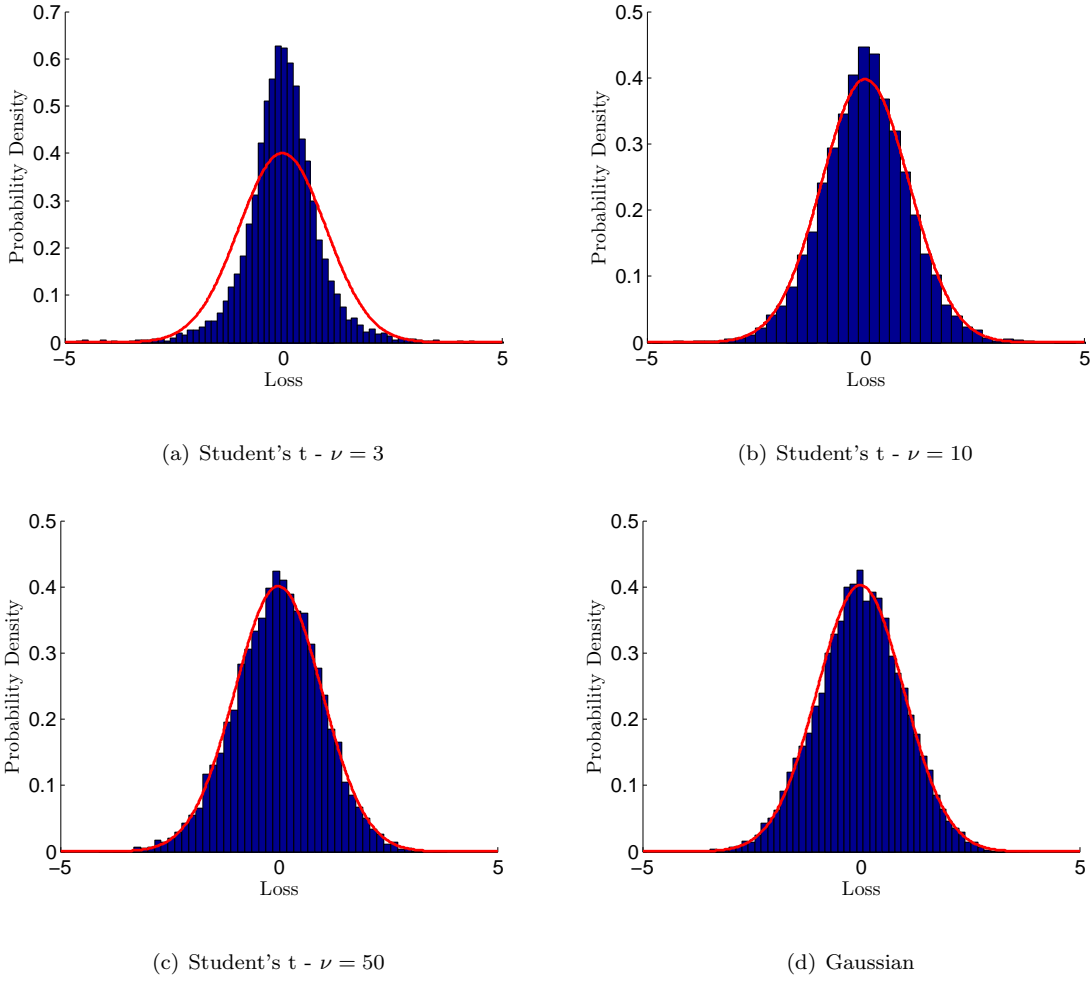 0.7
0.6
0.5
0.4
0.3
0.2
0.1
0
Probability Density
−5 0 5
Loss
(a) Student's t - ν = 3
0.5
0.4
0.3
0.2
0.1
0
Probability Density
−5 0 5
Loss
(b) Student's t - ν = 10
0.5
0.4
0.3
0.2
0.1
0
Probability Density
−5 0 5
Loss
(c) Student's t - ν = 50
0.5
0.4
0.3
0.2
0.1
0
Probability Density
−5 0 5
Loss
(d) Gaussian